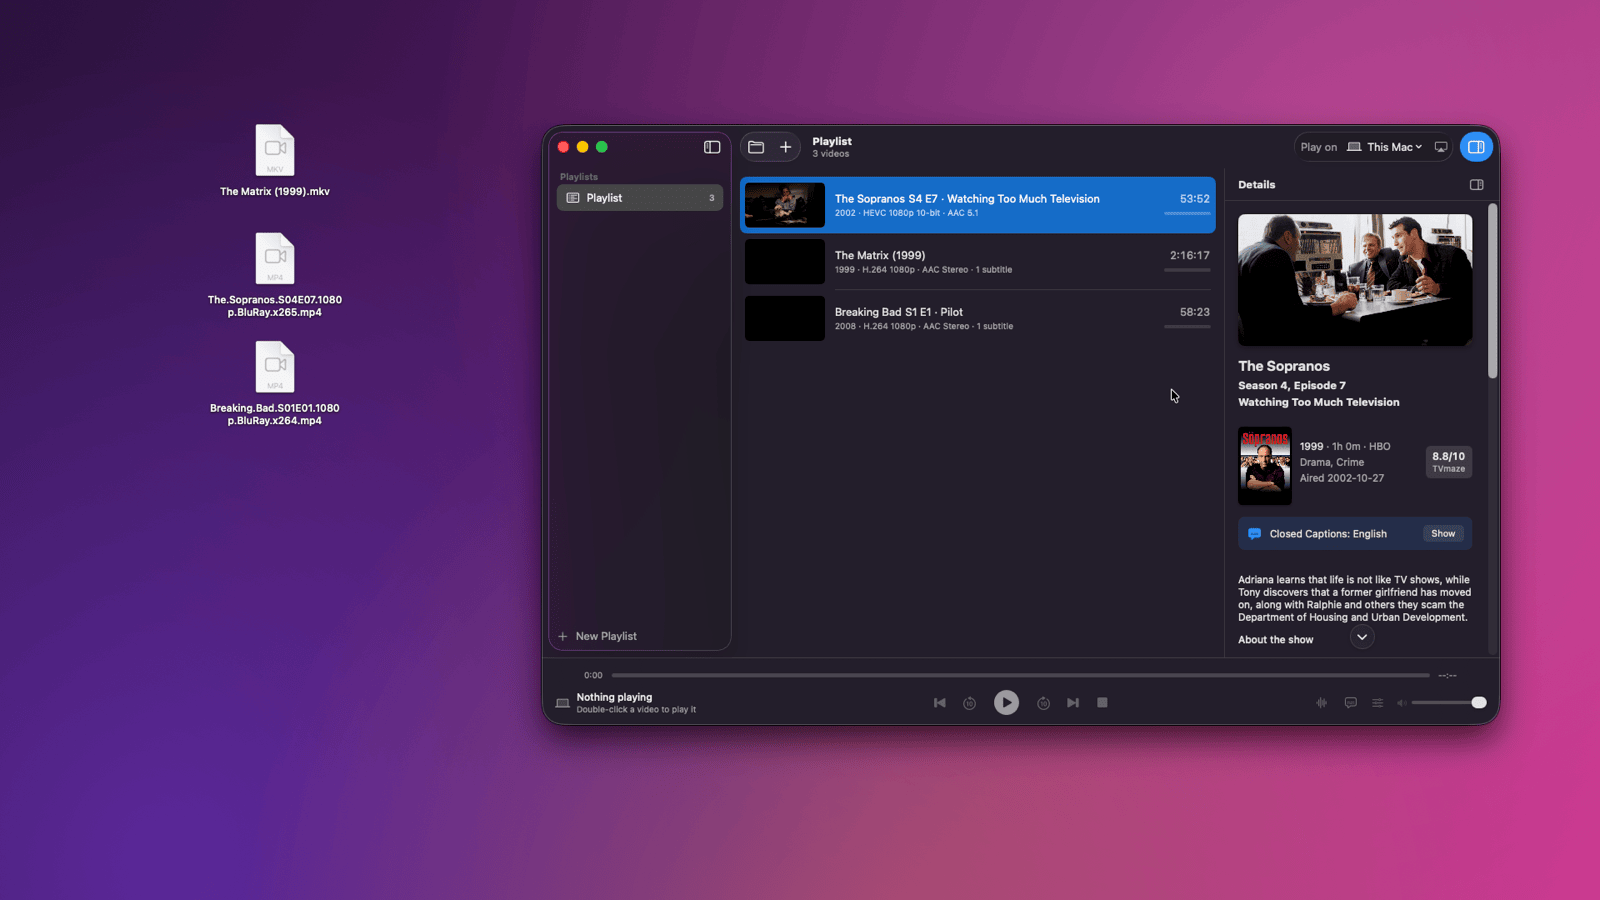 MKV
The Matrix (1999).mkv
MP4
The.Sopranos.S04E07.1080
p.BluRay.x265.mp4
MP4
Breaking.Bad.S01E01.1080
p.BluRay.x264.mp4
Playlists
Playlist
3
New Playlist
Playlist
3 videos
Play on
This Mac
The Sopranos S4 E7 · Watching Too Much Television
53:52
2002 · HEVC 1080p 10-bit · AAC 5.1
The Matrix (1999)
2:16:17
1999 · H.264 1080p · AAC Stereo · 1 subtitle
Breaking Bad S1 E1 · Pilot
58:23
2008 · H.264 1080p · AAC Stereo · 1 subtitle
Details
The Sopranos
Season 4, Episode 7
Watching Too Much Television
Sopranos
1999 · 1h 0m · HBO
Drama, Crime
Aired 2002-10-27
8.8/10
TVmaze
Closed Captions: English
Show
Adriana learns that life is not like TV shows, while
Tony discovers that a former girlfriend has moved
on, along with Ralphie and others they scam the
Department of Housing and Urban Development.
About the show
0:00
--:--
Nothing playing
Double-click a video to play it
10
10